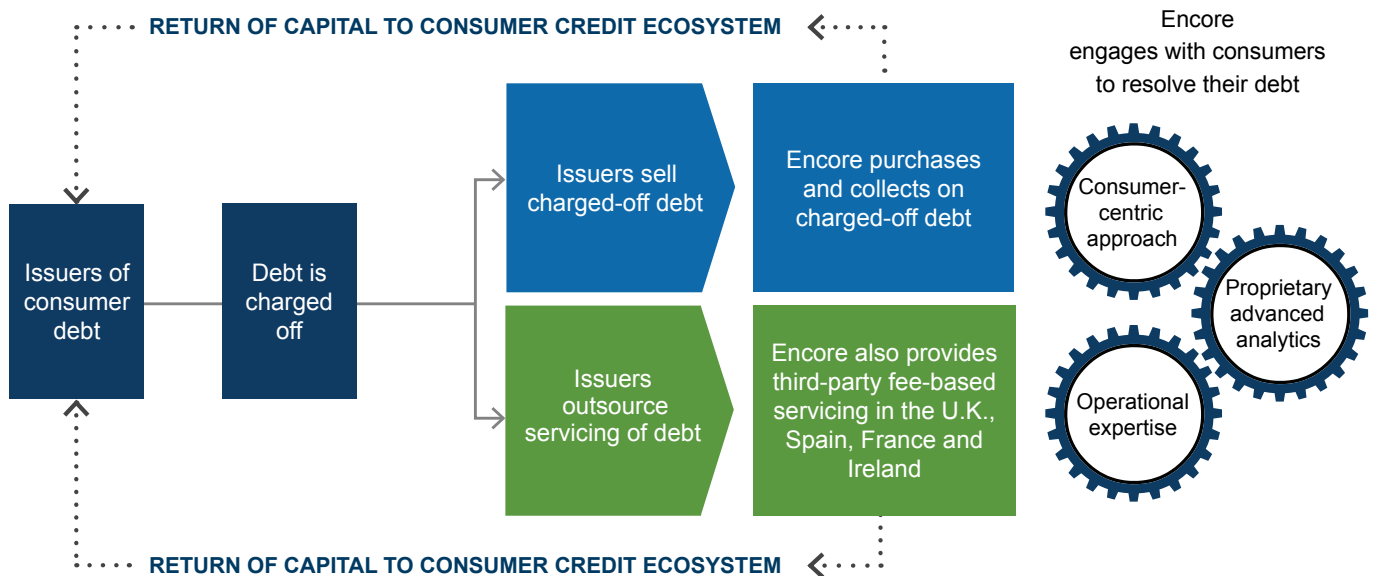 RETURN OF CAPITAL TO CONSUMER CREDIT ECOSYSTEM
Issuers of
consumer
debt
Debt is
charged
off
Issuers sell
charged-off debt
Encore purchases
and collects on
charged-off debt
Issuers
outsource
servicing of debt
Encore also provides
third-party fee-based
servicing in the U.K.,
Spain, France and
Ireland
RETURN OF CAPITAL TO CONSUMER CREDIT ECOSYSTEM
Encore
engages with consumers
to resolve their debt
Consumer-
centric
approach
Proprietary
advanced
analytics
Operational
expertise